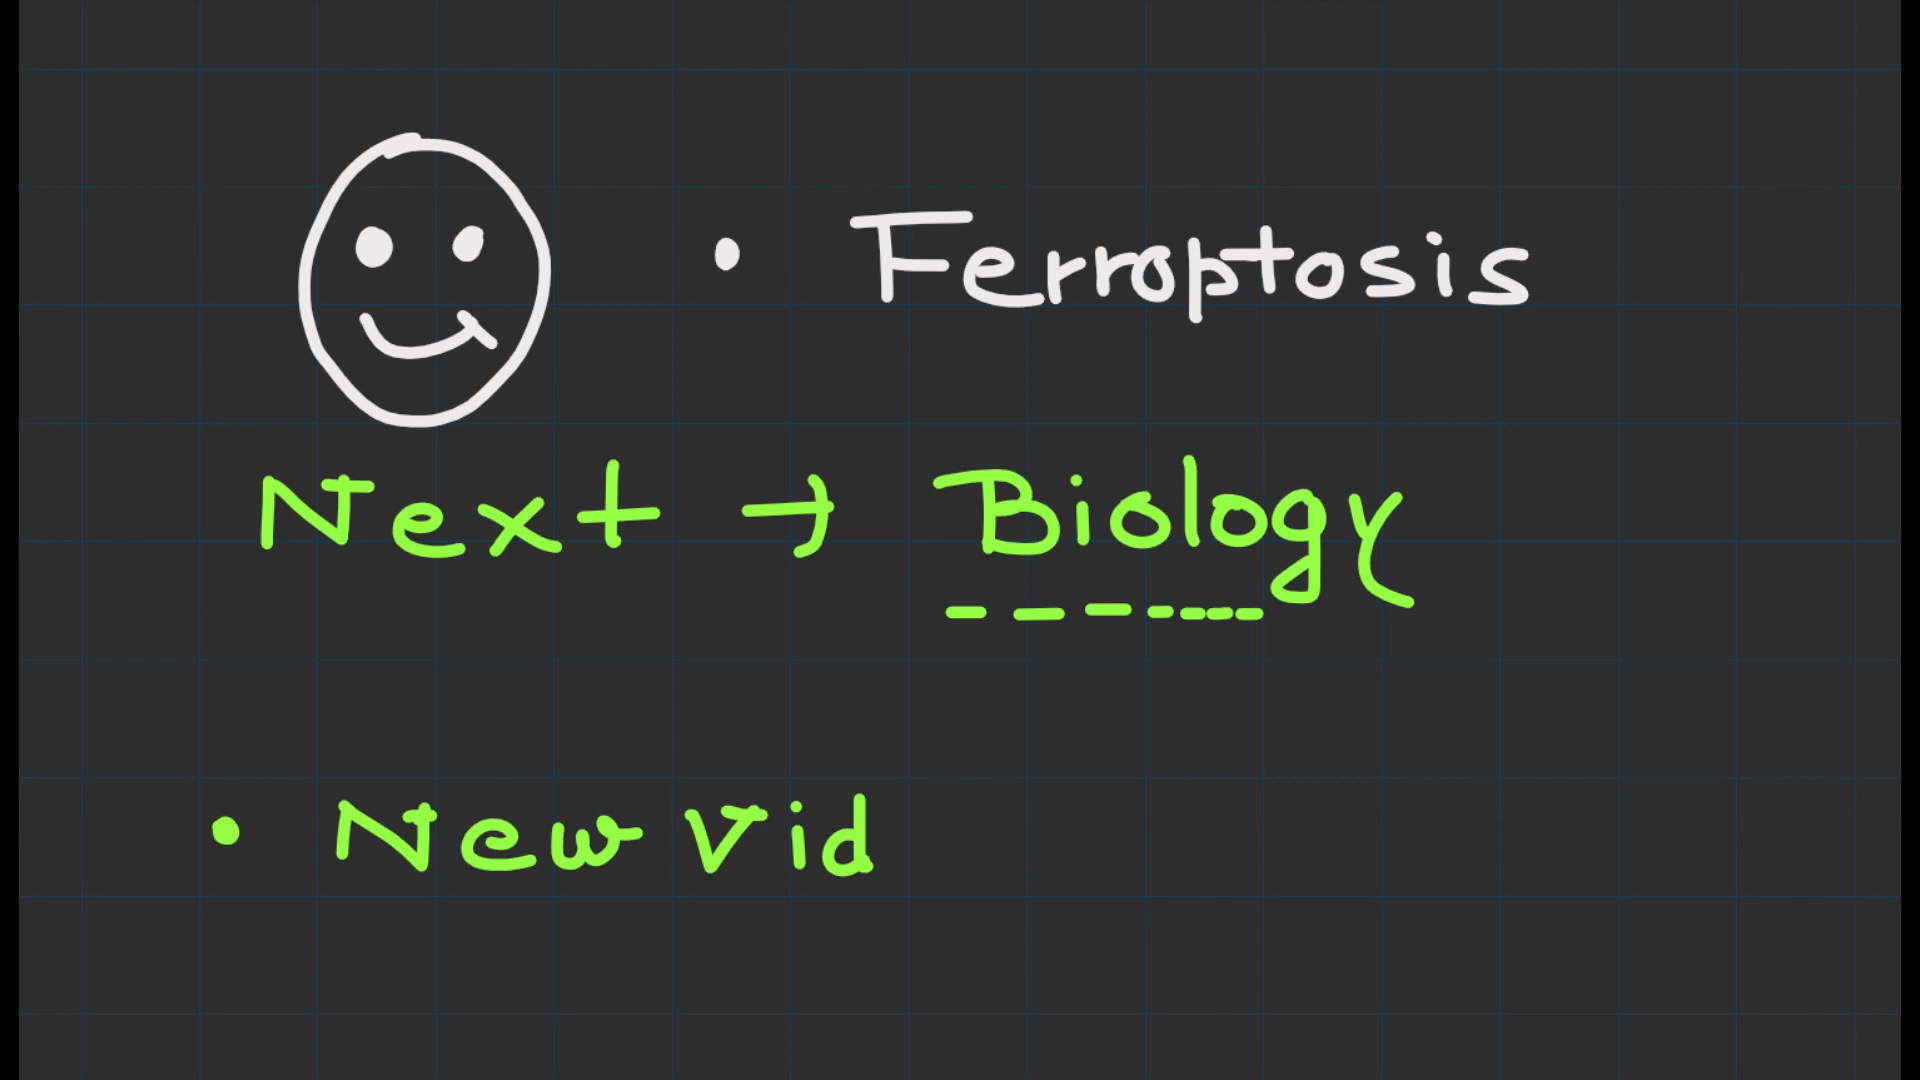 • Ferroptosis
Next → Biology
• New Vid